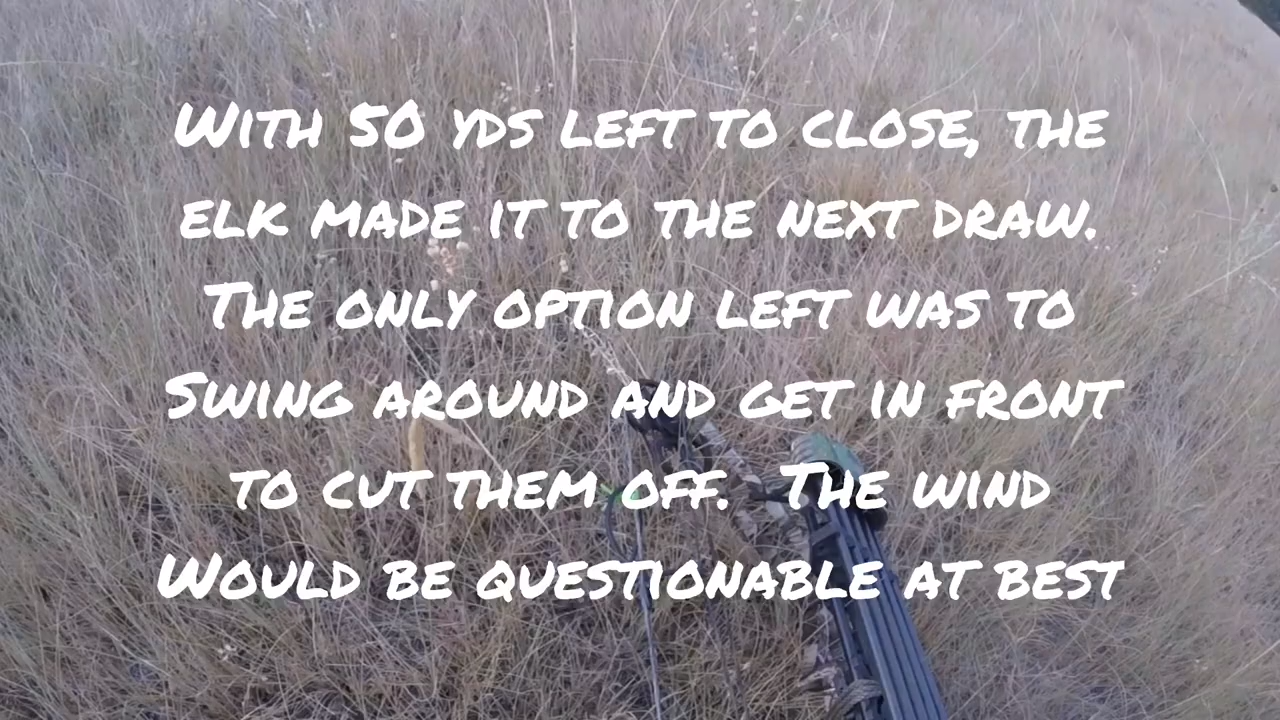 With 50 yds left to close, the
elk made it to the next draw.
The only option left was to
Swing around and get in front
to cut them off. The wind
Would be questionable at best